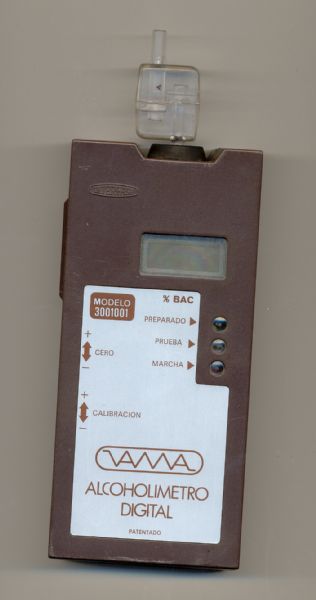 MODELO
3001001
% BAC
PREPARADO
PRUEBA
MARCHA
+
CERO
−
+
CALIBRACION
−
VAMA
ALCOHOLIMETRO
DIGITAL
PATENTADO